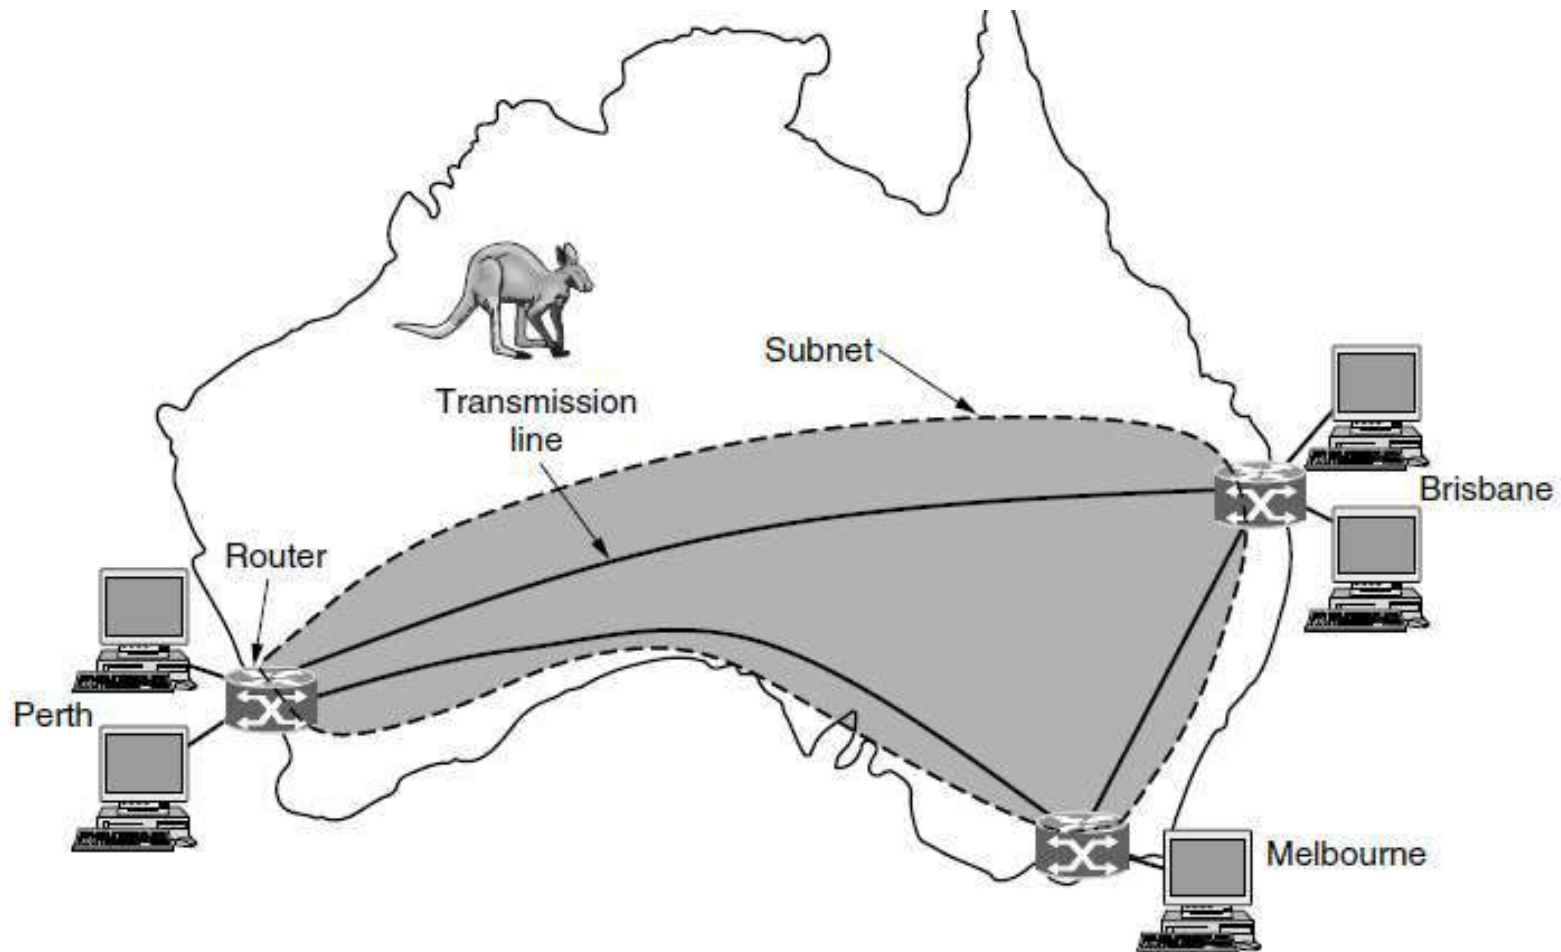 Subnet
Transmission
line
Brisbane
Router
Perth
Melbourne